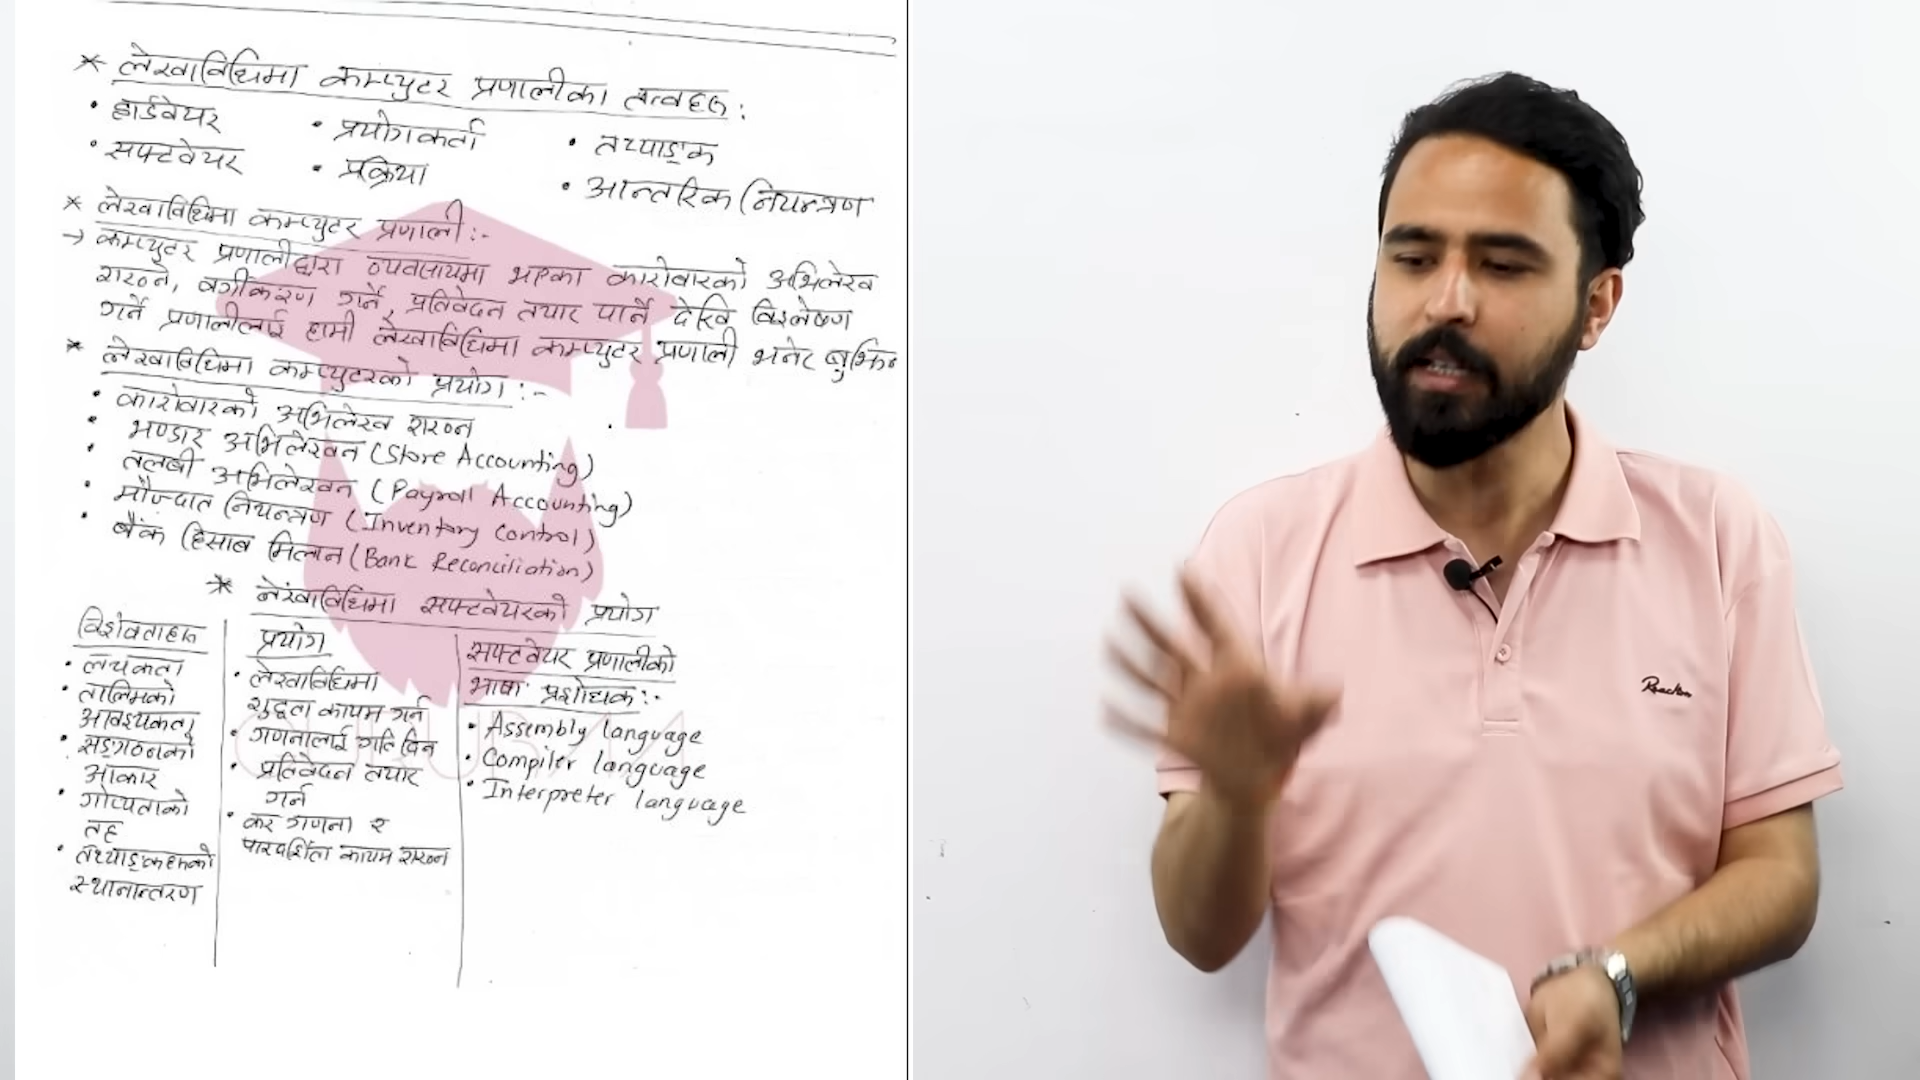 * लेखाविधिमा कम्प्युटर प्रणालीका तत्वहरु :
• हार्डवेयर • प्रयोगकर्ता • तथ्याङ्क
• सफ्टवेयर • प्रक्रिया • आन्तरिक नियन्त्रण
* लेखाविधिमा कम्प्युटर प्रणाली :-
→ कम्प्युटर प्रणालीद्वारा व्यवसायमा भएका कारोवारको अभिलेख
राख्ने, वर्गीकरण गर्ने, प्रतिवेदन तयार पार्ने देखि विश्लेषण
गर्ने प्रणालीलाई हामी लेखाविधिमा कम्प्युटर प्रणाली भनेर
* लेखाविधिमा कम्प्युटरको प्रयोग :-
• कारोवारको अभिलेख राख्न
• भण्डार अभिलेखन (Store Accounting)
• तलबी अभिलेखन (Payroll Accounting)
• मौज्दात नियन्त्रण (Inventory Control)
• बैंक हिसाब मिलान (Bank Reconciliation)
* लेखाविधिमा सफ्टवेयरको प्रयोग
विशेषताहरु
• लचकता
• तालिमको
आवश्यकता
• सङ्गठनको
आकार
• गोप्यताको
तह
• तथ्याङ्कहरुको
स्थानान्तरण
प्रयोग
• लेखाविधिमा
शुद्धता कायम गर्न
• गणनालाई गति दिन
• प्रतिवेदन तयार
गर्न
• कर गणना र
पारदर्शिता कायम राख्न
सफ्टवेयर प्रणालीको
भाषा प्रशोधक :-
• Assembly language
• Compiler language
• Interpreter language